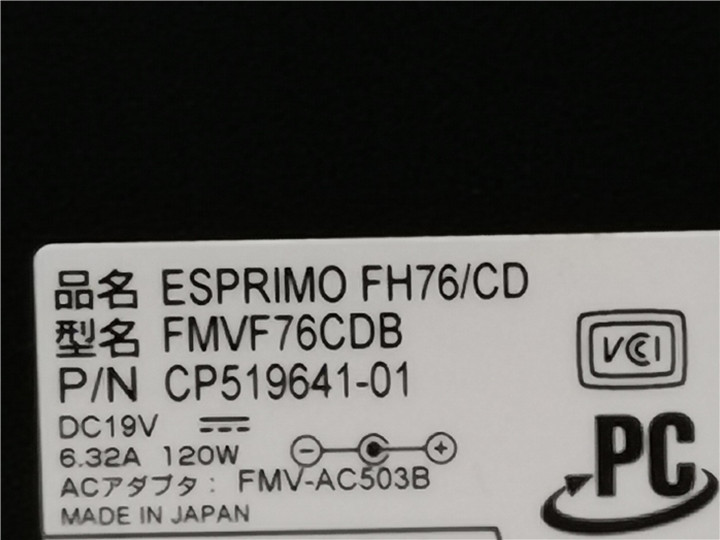 品名 ESPRIMO FH76/CD
型名 FMVF76CDB
P/N CP519641-01
VCCI
DC19V
6.32A 120W
ACアダプタ: FMV-AC503B
PC
MADE IN JAPAN